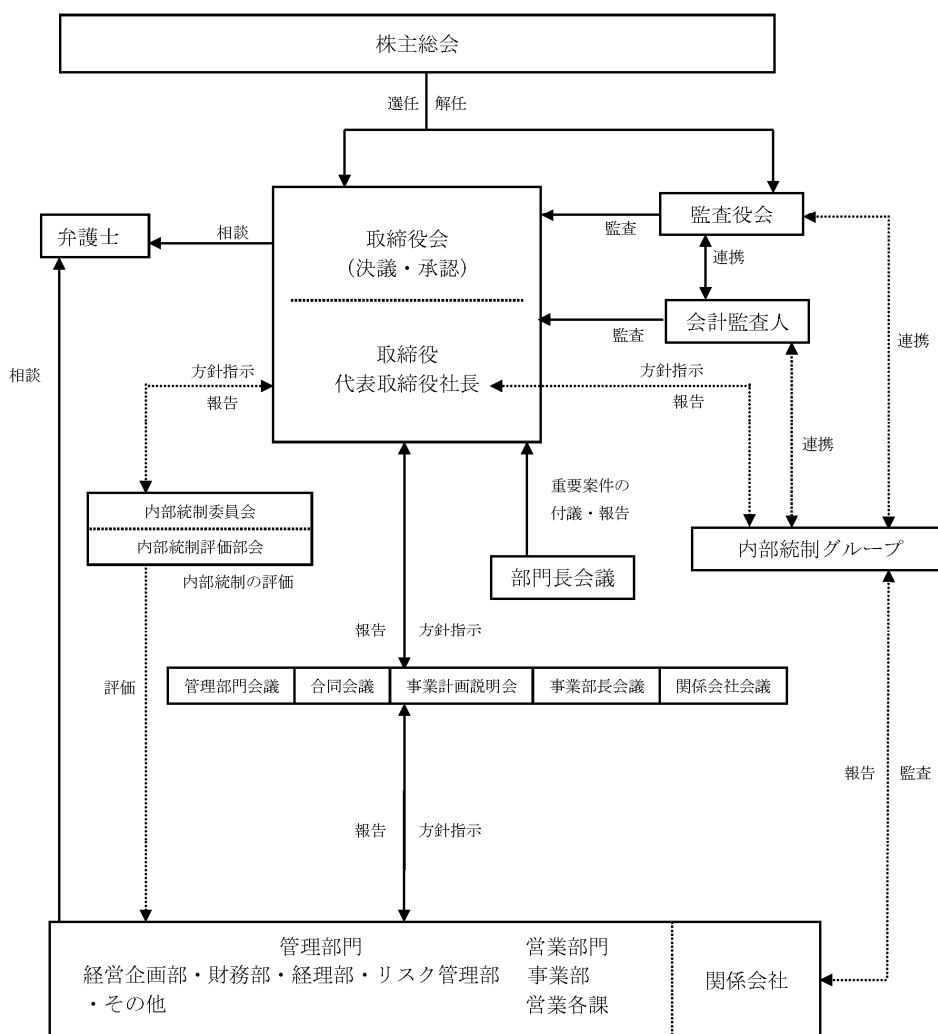 株主総会
選任 解任
監査役会
弁護士
相談
取締役会
(決議・承認)
監査
連携
会計監査人
監査
連携
相談
方針指示
報告
取締役
代表取締役社長
方針指示
報告
連携
内部統制委員会
内部統制評価部会
内部統制の評価
重要案件の
付議・報告
部門長会議
内部統制グループ
報告 方針指示
評価
管理部門会議 合同会議 事業計画説明会 事業部長会議 関係会社会議
報告 監査
報告 方針指示
管理部門
経営企画部・財務部・経理部・リスク管理部
・その他
営業部門
事業部
営業各課
関係会社